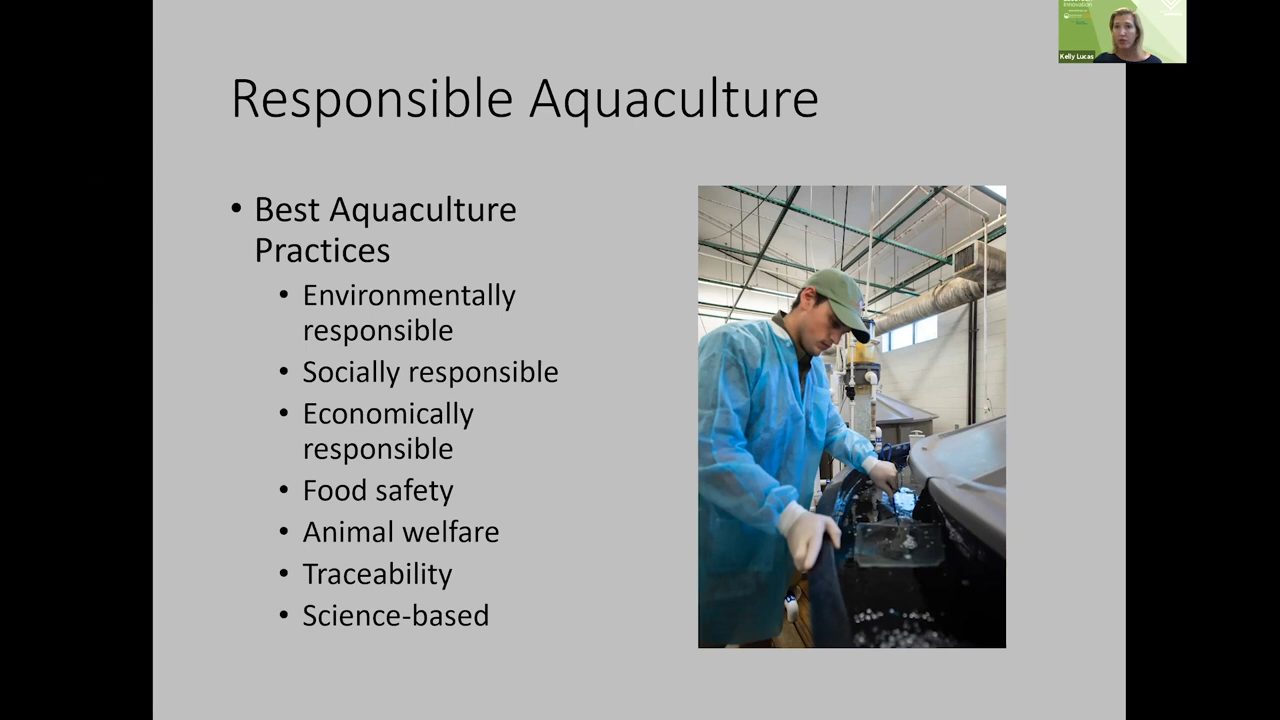 Innovation
Kelly Lucas
Responsible Aquaculture
• Best Aquaculture
Practices
• Environmentally
responsible
• Socially responsible
• Economically
responsible
• Food safety
• Animal welfare
• Traceability
• Science-based